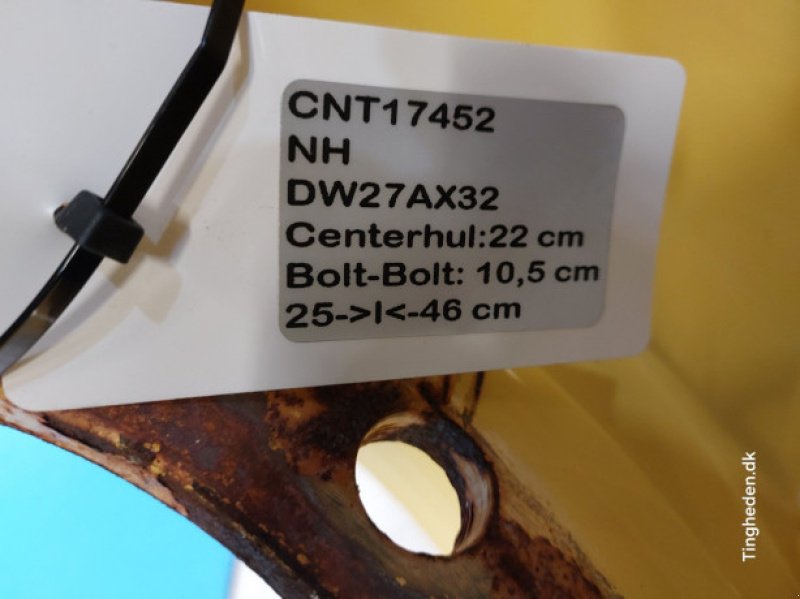 CNT17452
NH
DW27AX32
Centerhul:22 cm
Bolt-Bolt: 10,5 cm
25->I<-46 cm
Tingheden.dk